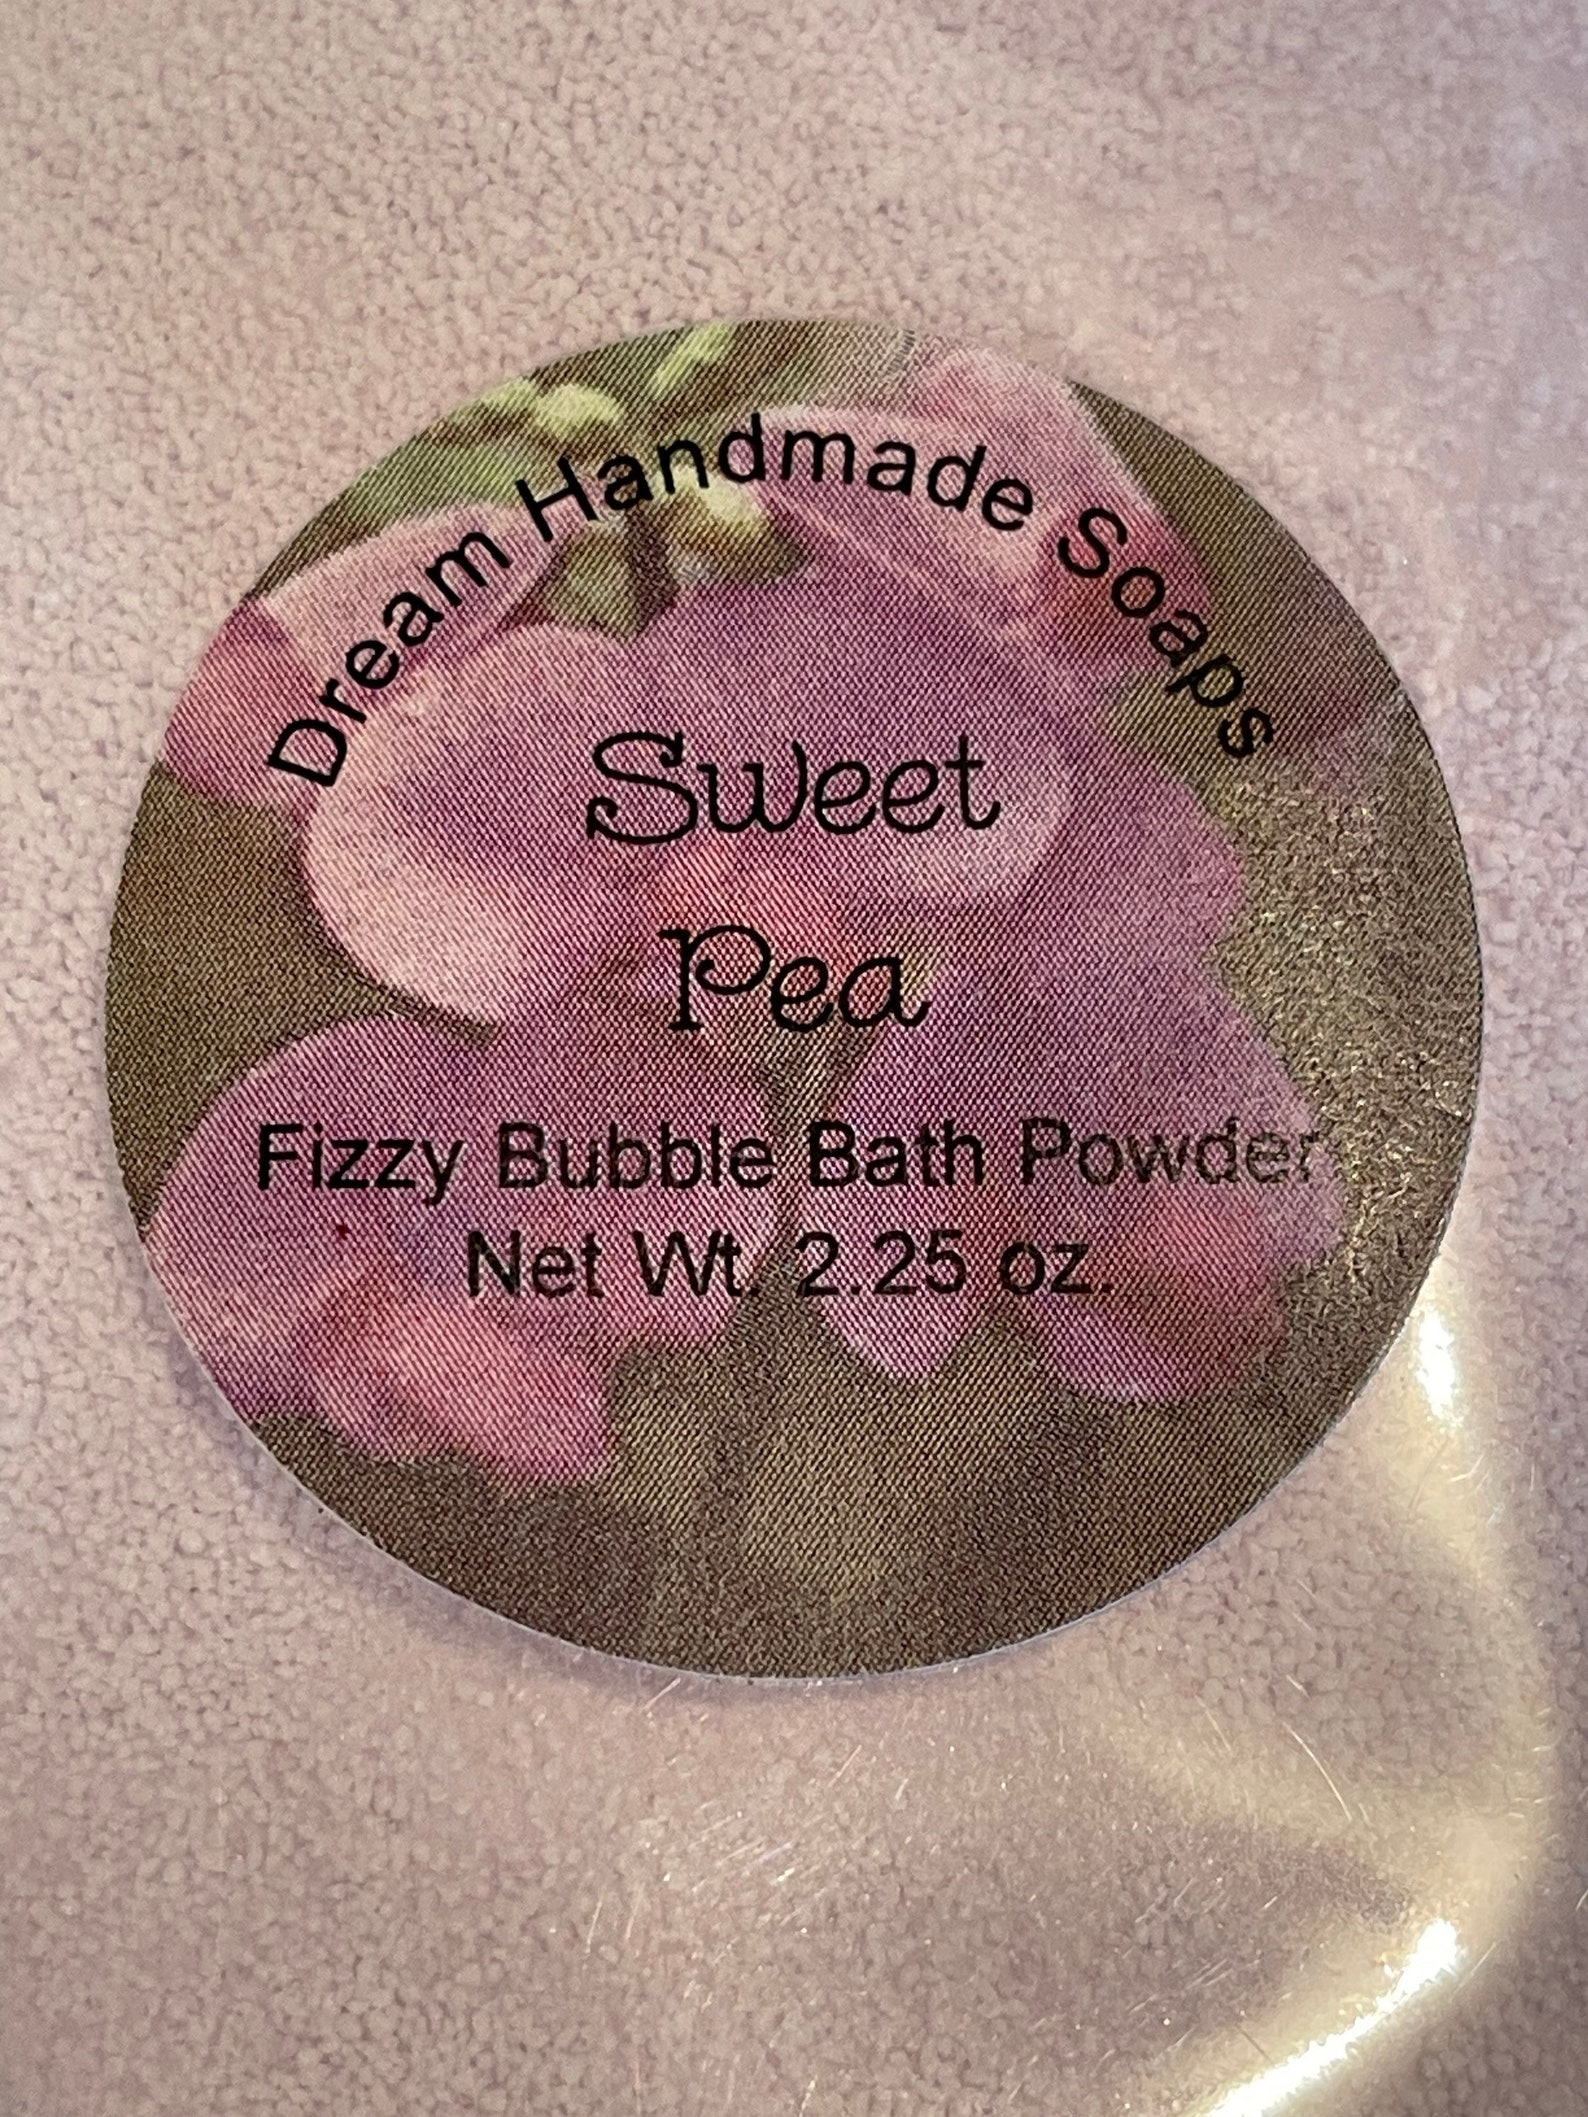 Dream Handmade Soaps
Sweet
Pea
Fizzy Bubble Bath Powder
Net Wt. 2.25 oz.